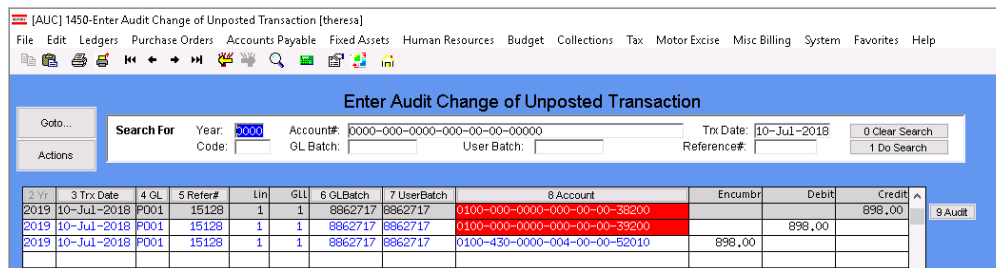 [AUC] 1450-Enter Audit Change of Unposted Transaction [theresa]
File Edit Ledgers Purchase Orders Accounts Payable Fixed Assets Human Resources Budget Collections Tax Motor Excise Misc Billing System Favorites Help
Enter Audit Change of Unposted Transaction
Goto...
Actions
Search For Year: 0000 Account#: 0000-000-0000-000-00-00-00000 Trx Date: 10-Jul-2018 0 Clear Search
Code: GL Batch: User Batch: Reference#: 1 Do Search
2 Yr 3 Trx Date 4 GL 5 Refer# Lin GLL 6 GLBatch 7 UserBatch 8 Account Encumbr Debit Credit
2019 10-Jul-2018 P001 15128 1 1 8862717 8862717 0100-000-0000-000-00-00-38200 898.00 9 Audit
2019 10-Jul-2018 P001 15128 1 1 8862717 8862717 0100-000-0000-000-00-00-39200 898.00
2019 10-Jul-2018 P001 15128 1 1 8862717 8862717 0100-430-0000-004-00-00-52010 898.00